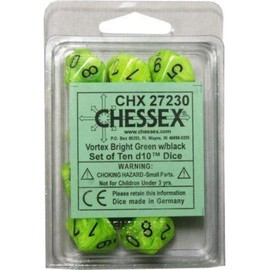 CHX 27230
CHESSEX
www.chessex.com
Vortex Bright Green w/black
Set of Ten d10™ Dice
WARNING:
CHOKING HAZARD-Small Parts.
Not for Children Under 3 yrs.
Dice made in Germany